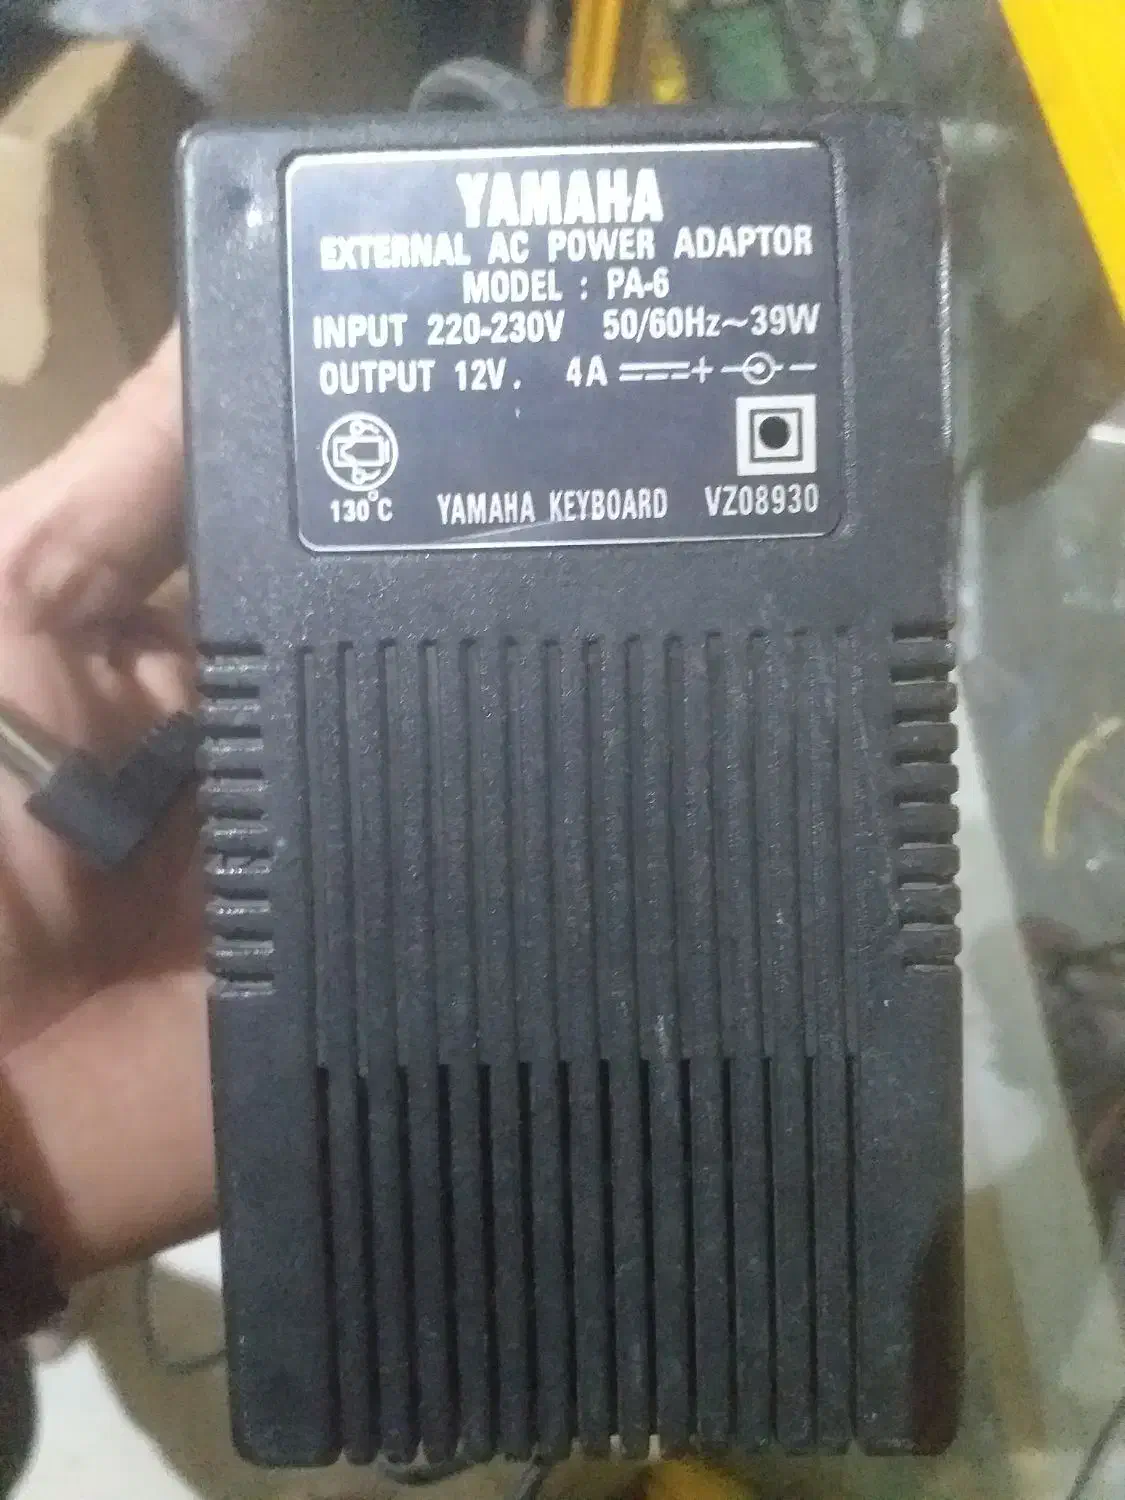 YAMAHA
EXTERNAL AC POWER ADAPTOR
MODEL : PA-6
INPUT 220-230V 50/60Hz~39W
OUTPUT 12V. 4A ⎓ + -
130°C YAMAHA KEYBOARD VZ08930